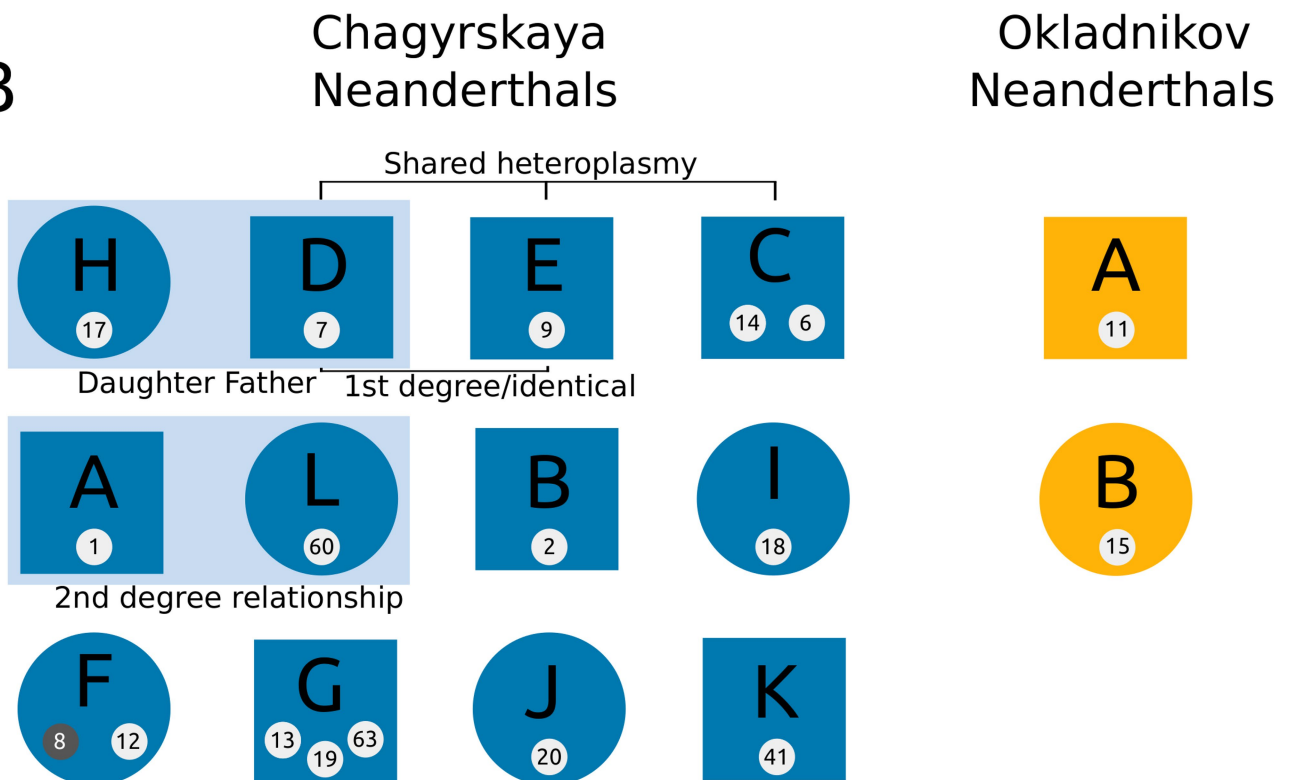 B
Chagyrskaya
Neanderthals
Okladnikov
Neanderthals
Shared heteroplasmy
H
17
D
7
E
9
C
14 6
A
11
Daughter Father
1st degree/identical
A
1
L
60
B
2
I
18
B
15
2nd degree relationship
F
8 12
G
13 19 63
J
20
K
41